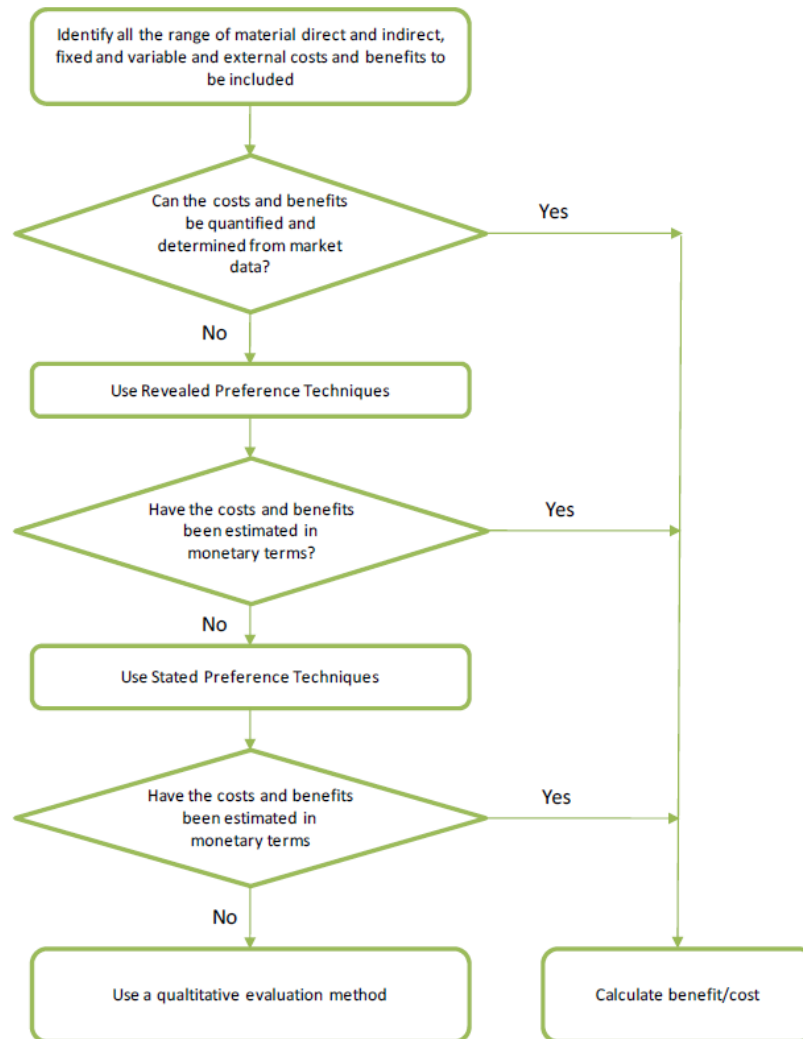 Identify all the range of material direct and indirect,
fixed and variable and external costs and benefits to
be included
Can the costs and benefits
be quantified and
determined from market
data?
Yes
No
Use Revealed Preference Techniques
Have the costs and benefits
been estimated in
monetary terms?
Yes
No
Use Stated Preference Techniques
Have the costs and benefits
been estimated in
monetary terms
Yes
No
Use a qualtitative evaluation method
Calculate benefit/cost